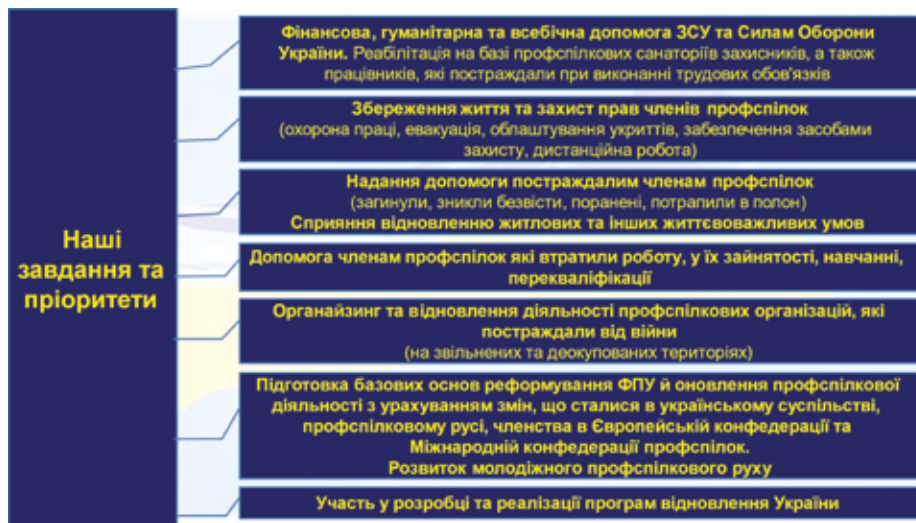 Наші
завдання та
пріоритети
Фінансова, гуманітарна та всебічна допомога ЗСУ та Силам Оборони
України. Реабілітація на базі профспілкових санаторіїв захисників, а також
працівників, які постраждали при виконанні трудових обов'язків
Збереження життя та захист прав членів профспілок
(охорона праці, евакуація, облаштування укриттів, забезпечення засобами
захисту, дистанційна робота)
Надання допомоги постраждалим членам профспілок
(загинули, зникли безвісти, поранені, потрапили в полон)
Сприяння відновленню житлових та інших життєвоважливих умов
Допомога членам профспілок які втратили роботу, у їх зайнятості, навчанні,
перекваліфікації
Органайзинг та відновлення діяльності профспілкових організацій, які
постраждали від війни
(на звільнених та деокупованих територіях)
Підготовка базових основ реформування ФПУ й оновлення профспілкової
діяльності з урахуванням змін, що сталися в українському суспільстві,
профспілковому русі, членства в Європейській конфедерації та
Міжнародній конфедерації профспілок.
Розвиток молодіжного профспілкового руху
Участь у розробці та реалізації програм відновлення України